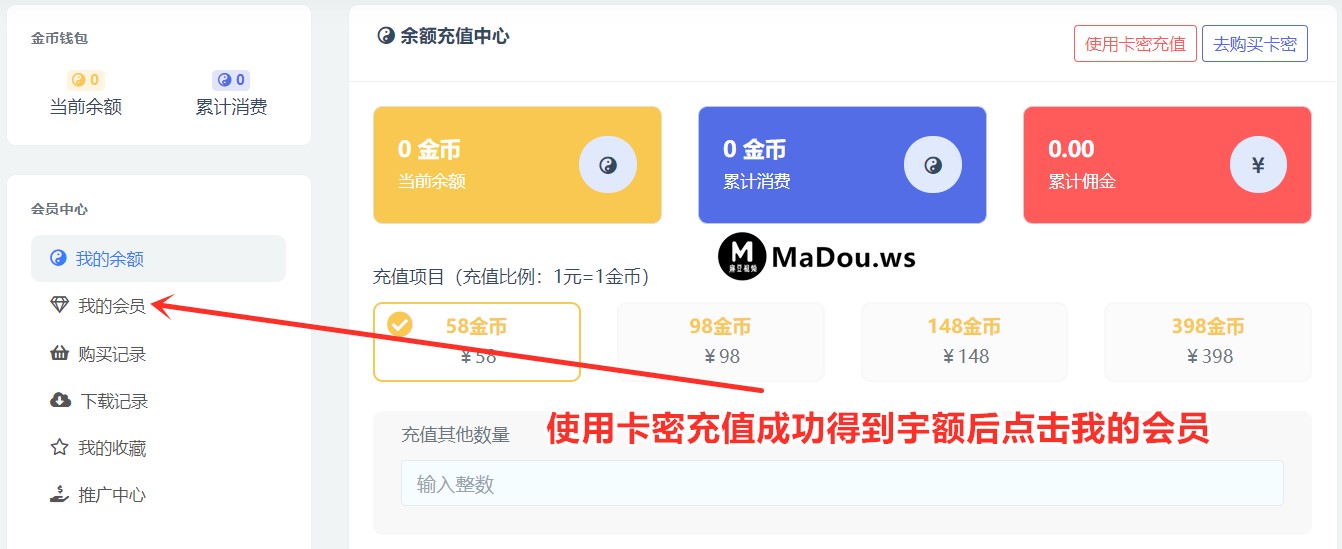 金币钱包
0
0
当前余额
累计消费
会员中心
我的余额
我的会员
购买记录
下载记录
我的收藏
推广中心
余额充值中心
使用卡密充值
去购买卡密
0 金币
当前余额
0 金币
累计消费
0.00
累计佣金
¥
M
麻豆视频
MaDou.ws
充值项目（充值比例：1元=1金币）
58金币
¥58
98金币
¥98
148金币
¥148
398金币
¥398
使用卡密充值成功得到宇额后点击我的会员
充值其他数量
输入整数